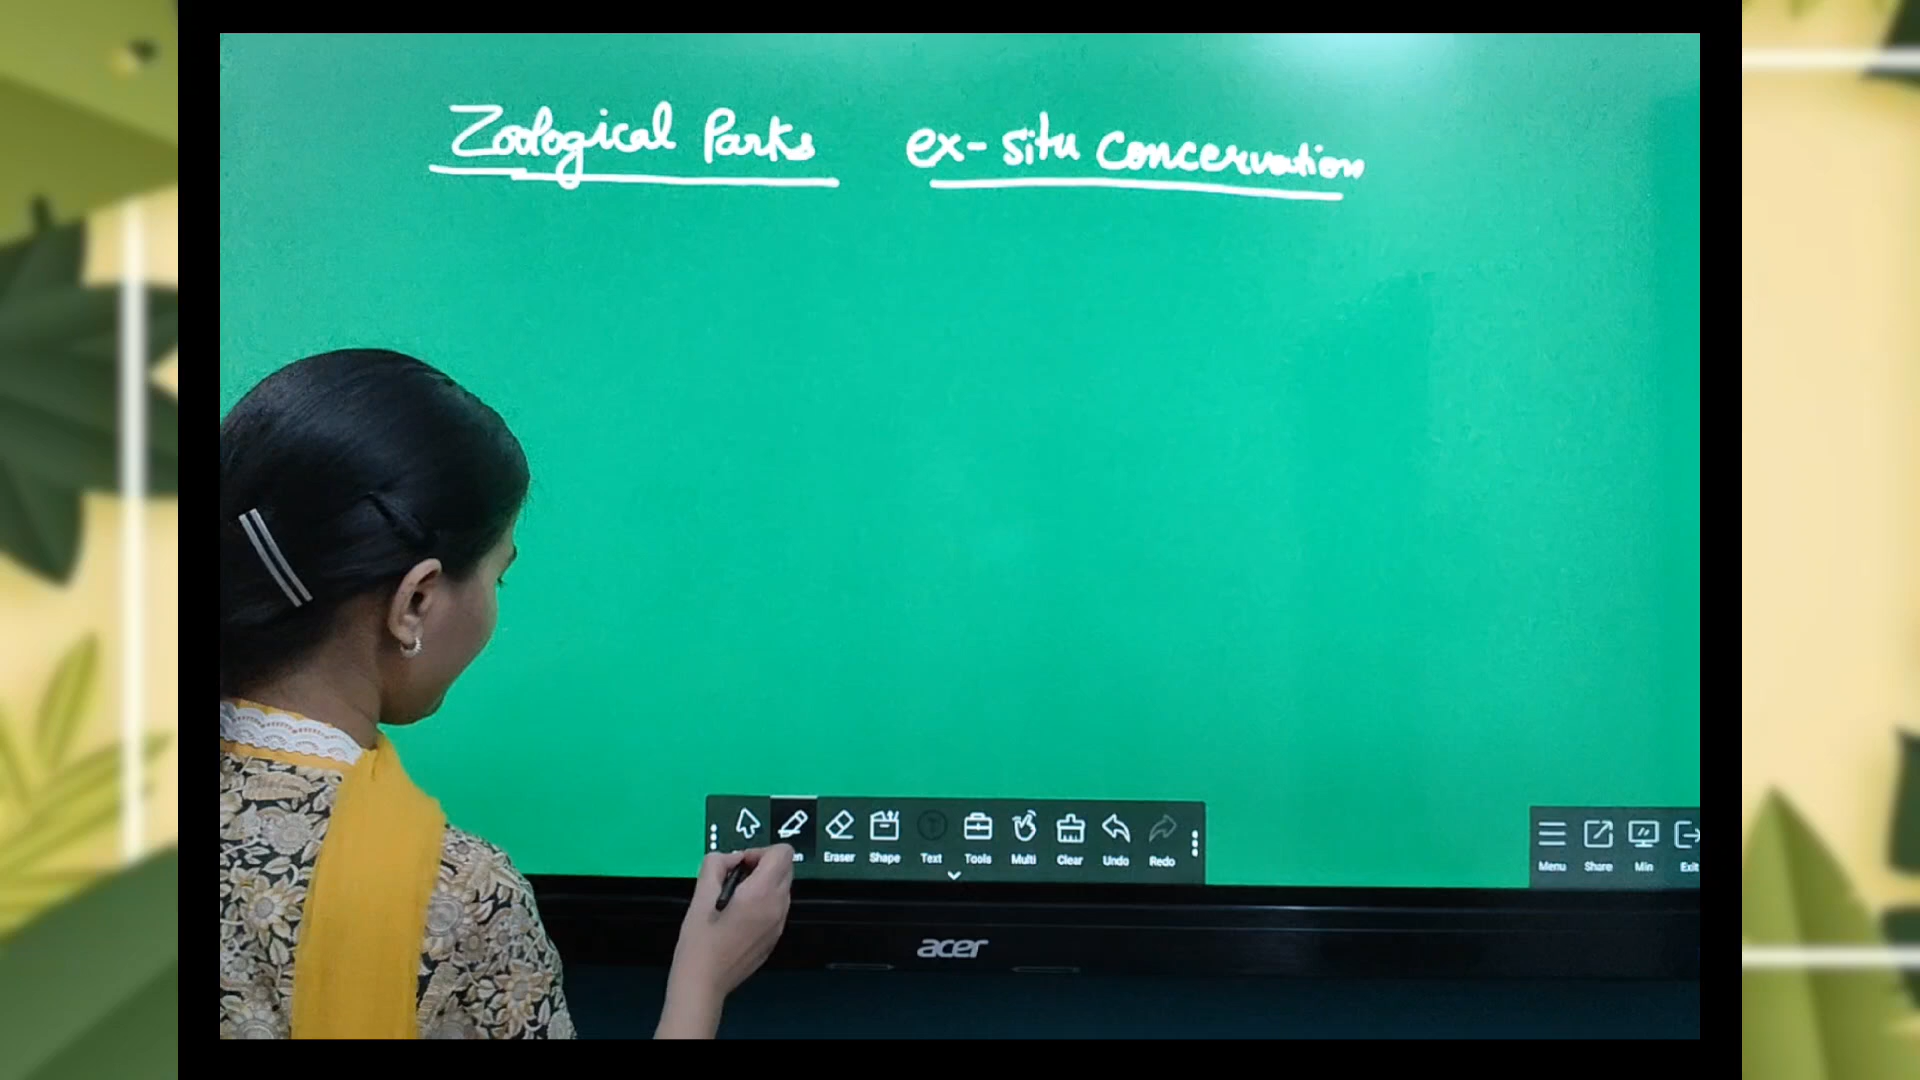 Zoological Parks ex-situ concervation
Eraser Shape Text Tools Multi Clear Undo Redo
Menu Share Min Exit
acer